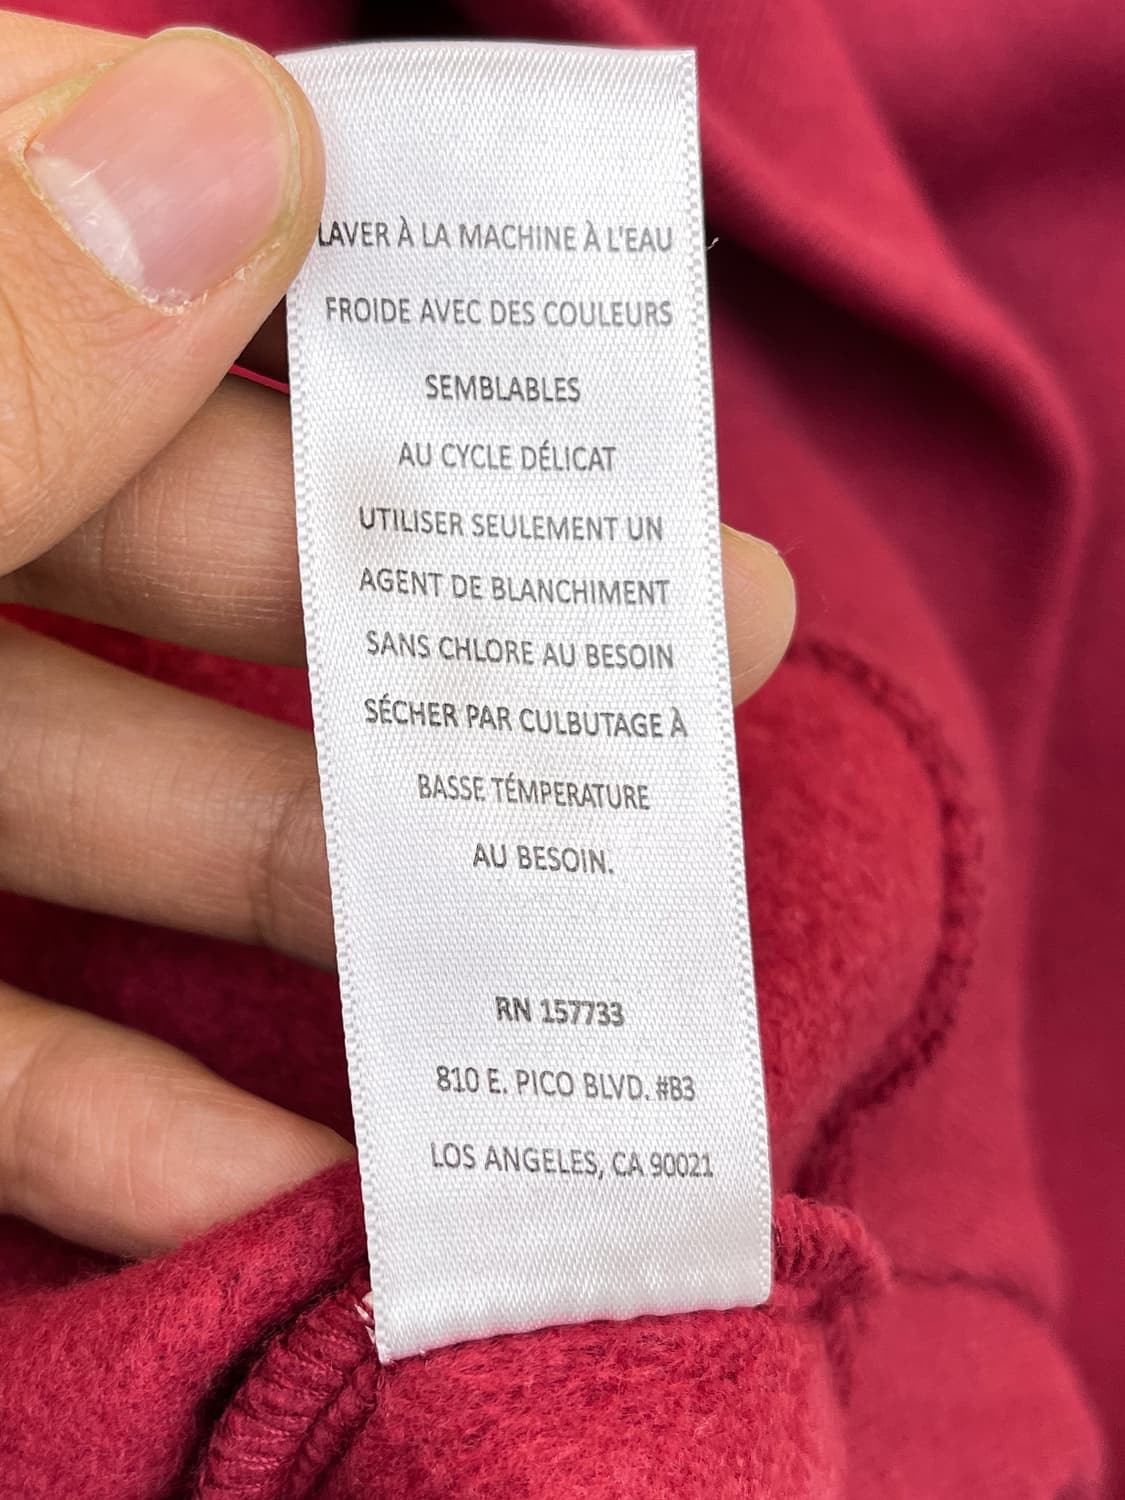 LAVER À LA MACHINE À L'EAU
FROIDE AVEC DES COULEURS
SEMBLABLES
AU CYCLE DÉLICAT
UTILISER SEULEMENT UN
AGENT DE BLANCHIMENT
SANS CHLORE AU BESOIN
SÉCHER PAR CULBUTAGE À
BASSE TÉMPERATURE
AU BESOIN.
RN 157733
810 E. PICO BLVD. #B3
LOS ANGELES, CA 90021